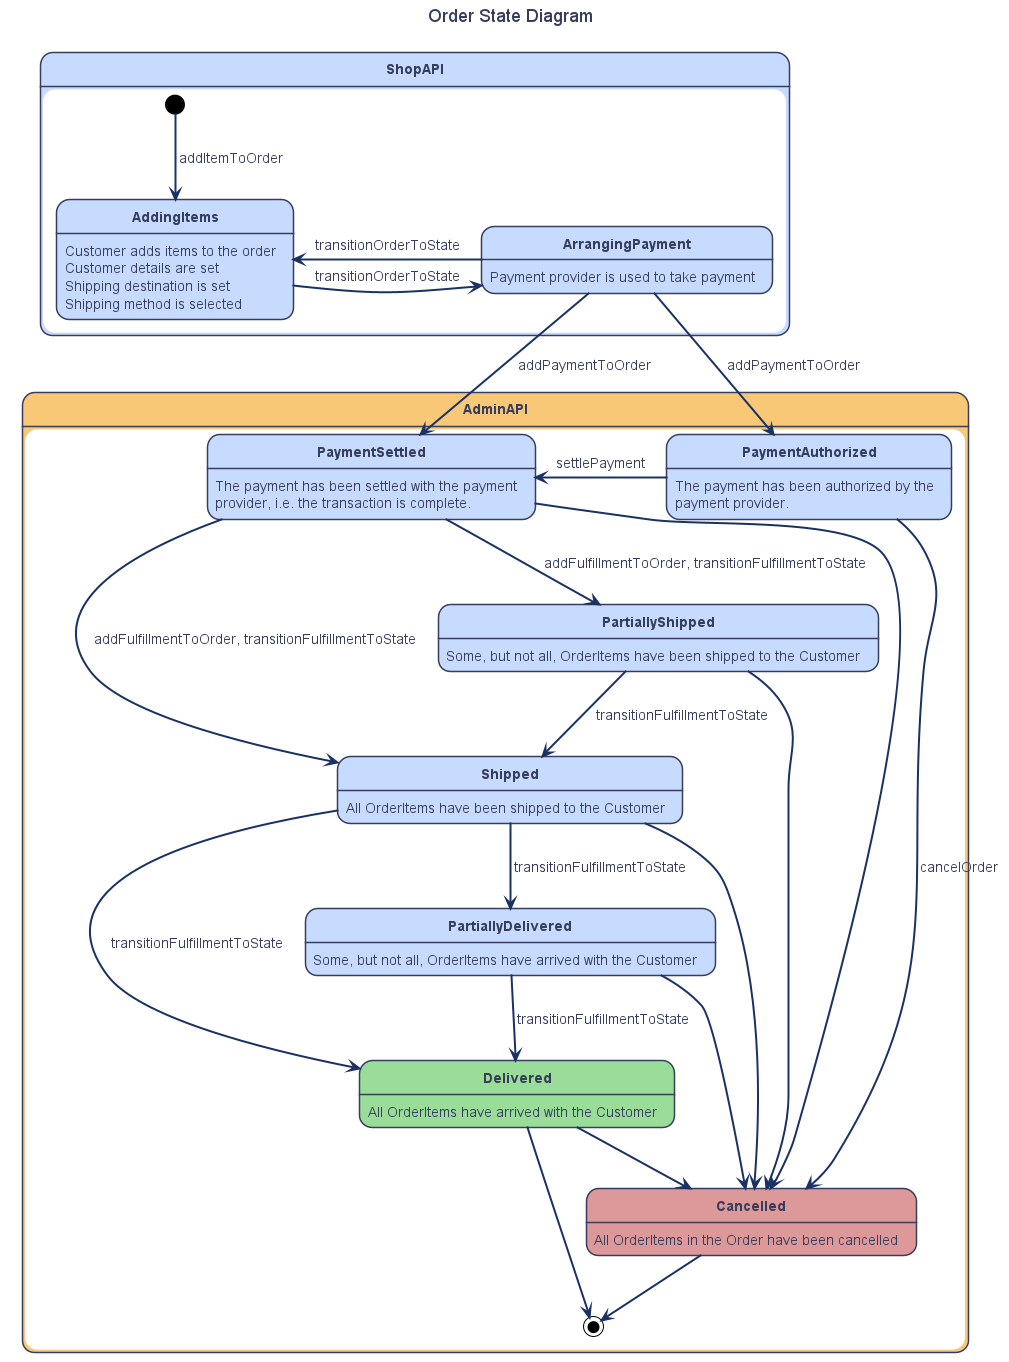 Order State Diagram
ShopAPI
addItemToOrder
AddingItems
Customer adds items to the order
Customer details are set
Shipping destination is set
Shipping method is selected
transitionOrderToState
transitionOrderToState
ArrangingPayment
Payment provider is used to take payment
addPaymentToOrder
addPaymentToOrder
AdminAPI
PaymentSettled
The payment has been settled with the payment
provider, i.e. the transaction is complete.
settlePayment
PaymentAuthorized
The payment has been authorized by the
payment provider.
addFulfillmentToOrder, transitionFulfillmentToState
PartiallyShipped
Some, but not all, OrderItems have been shipped to the Customer
addFulfillmentToOrder, transitionFulfillmentToState
transitionFulfillmentToState
Shipped
All OrderItems have been shipped to the Customer
transitionFulfillmentToState
cancelOrder
PartiallyDelivered
Some, but not all, OrderItems have arrived with the Customer
transitionFulfillmentToState
transitionFulfillmentToState
Delivered
All OrderItems have arrived with the Customer
Cancelled
All OrderItems in the Order have been cancelled